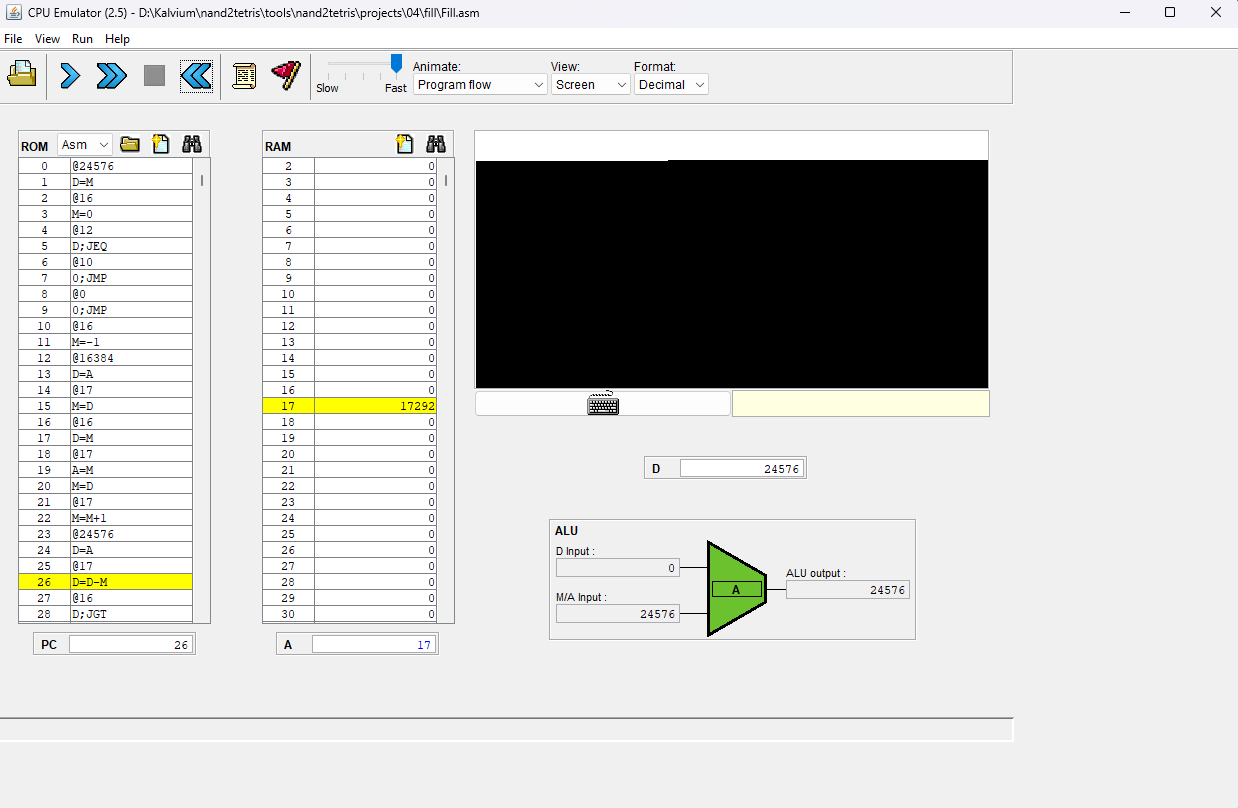 CPU Emulator (2.5) - D:\Kalvium\nand2tetris\tools\nand2tetris\projects\04\fill\Fill.asm
File View Run Help
Slow Fast
Animate: View: Format:
Program flow Screen Decimal
ROM Asm
0 @24576
1 D=M
2 @16
3 M=0
4 @12
5 D;JEQ
6 @10
7 0;JMP
8 @0
9 0;JMP
10 @16
11 M=-1
12 @16384
13 D=A
14 @17
15 M=D
16 @16
17 D=M
18 @17
19 A=M
20 M=D
21 @17
22 M=M+1
23 @24576
24 D=A
25 @17
26 D=D-M
27 @16
28 D;JGT
PC 26
RAM
2 0
3 0
4 0
5 0
6 0
7 0
8 0
9 0
10 0
11 0
12 0
13 0
14 0
15 0
16 0
17 17292
18 0
19 0
20 0
21 0
22 0
23 0
24 0
25 0
26 0
27 0
28 0
29 0
30 0
A 17
D 24576
ALU
D Input :
0
M/A Input :
24576
A
ALU output :
24576